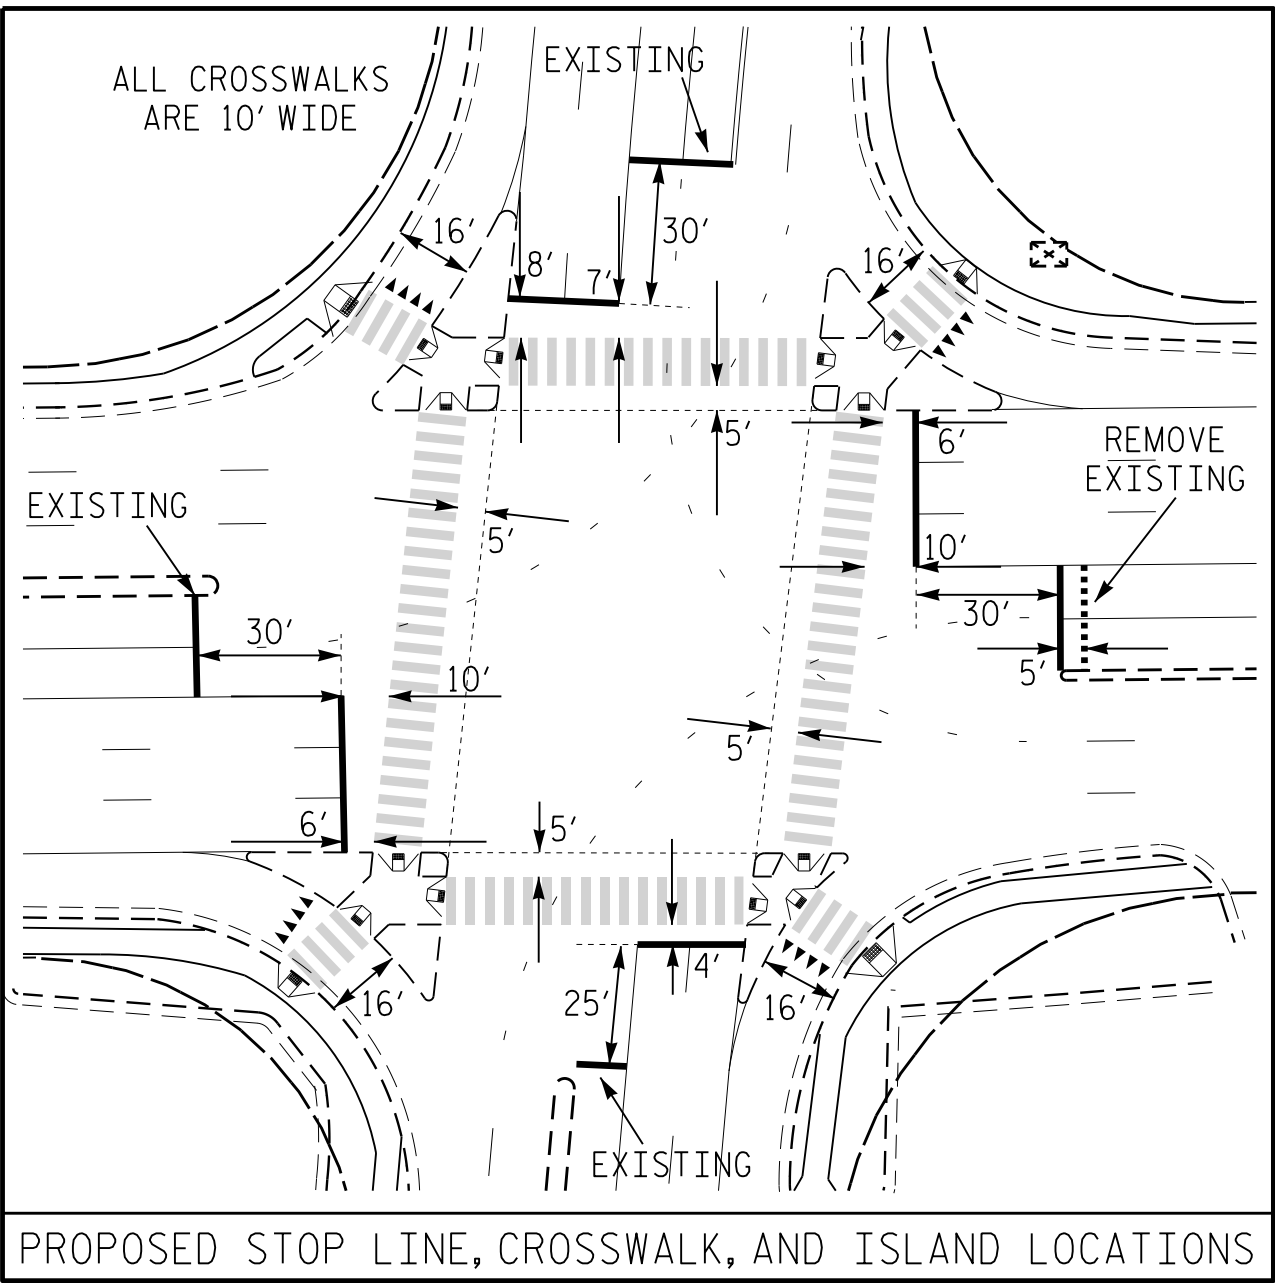 EXISTING
ALL CROSSWALKS
ARE 10' WIDE
16'
30'
8'
7'
16'
5'
6'
REMOVE
EXISTING
EXISTING
5'
10'
30'
30'
5'
10'
5'
6'
5'
4'
25'
16'
16'
EXISTING
PROPOSED STOP LINE, CROSSWALK, AND ISLAND LOCATIONS